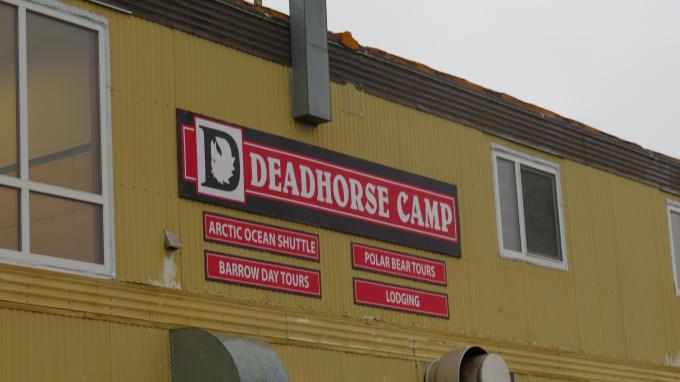 D DEADHORSE CAMP
ARCTIC OCEAN SHUTTLE
BARROW DAY TOURS
POLAR BEAR TOURS
LODGING